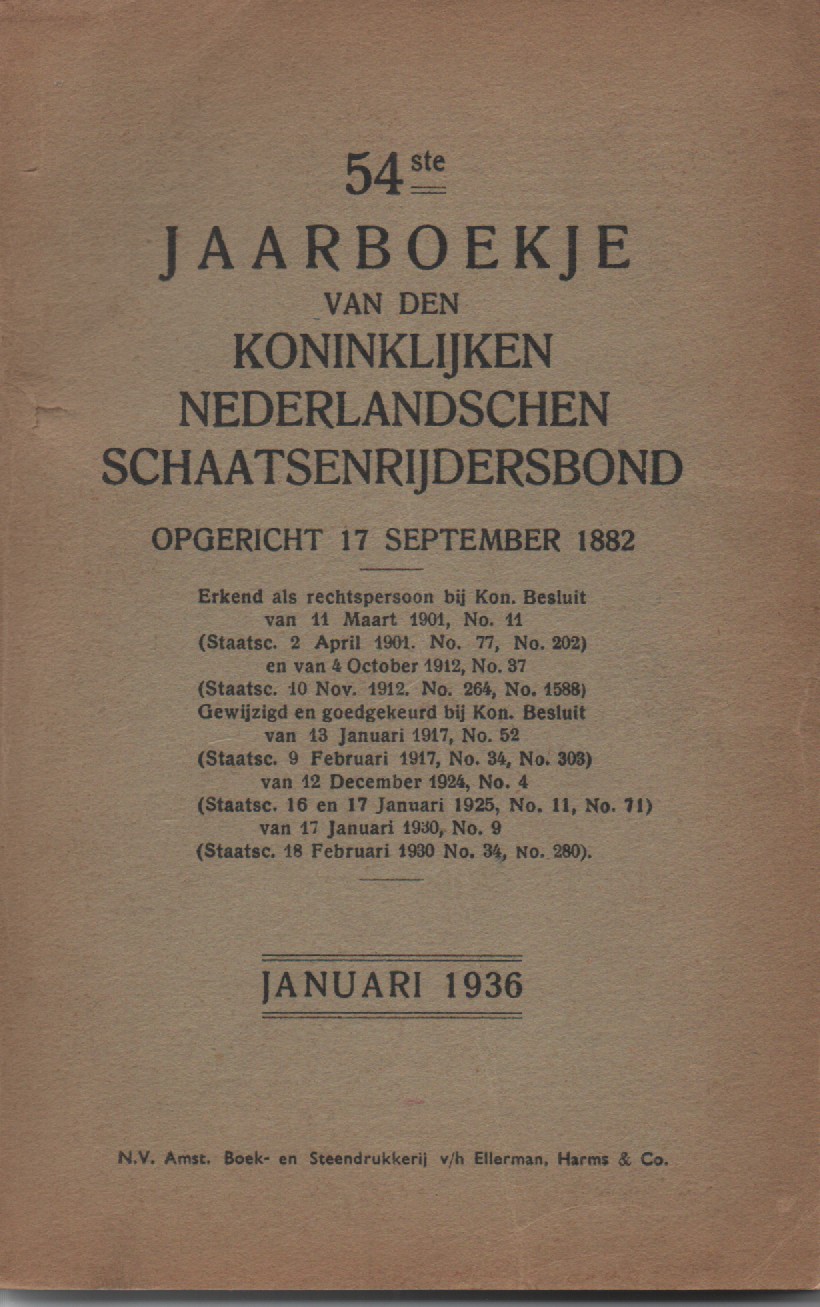 54ste
JAARBOEKJE
VAN DEN
KONINKLIJKEN
NEDERLANDSCHEN
SCHAATSENRIJDERSBOND
OPGERICHT 17 SEPTEMBER 1882
Erkend als rechtspersoon bij Kon. Besluit
van 11 Maart 1901, No. 11
(Staatsc. 2 April 1901. No. 77, No. 202)
en van 4 October 1912, No. 37
(Staatsc. 10 Nov. 1912. No. 264, No. 1588)
Gewijzigd en goedgekeurd bij Kon. Besluit
van 13 Januari 1917, No. 52
(Staatsc. 9 Februari 1917, No. 34, No. 303)
van 12 December 1924, No. 4
(Staatsc. 16 en 17 Januari 1925, No. 11, No. 71)
van 17 Januari 1930, No. 9
(Staatsc. 18 Februari 1930 No. 34, No. 280).
JANUARI 1936
N.V. Amst. Boek- en Steendrukkerij v/h Ellerman, Harms & Co.